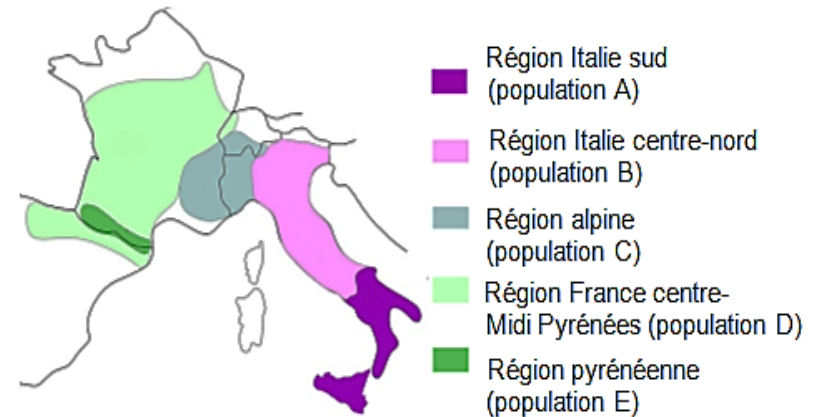 Région Italie sud
(population A)
Région Italie centre-nord
(population B)
Région alpine
(population C)
Région France centre-
Midi Pyrénées (population D)
Région pyrénéenne
(population E)